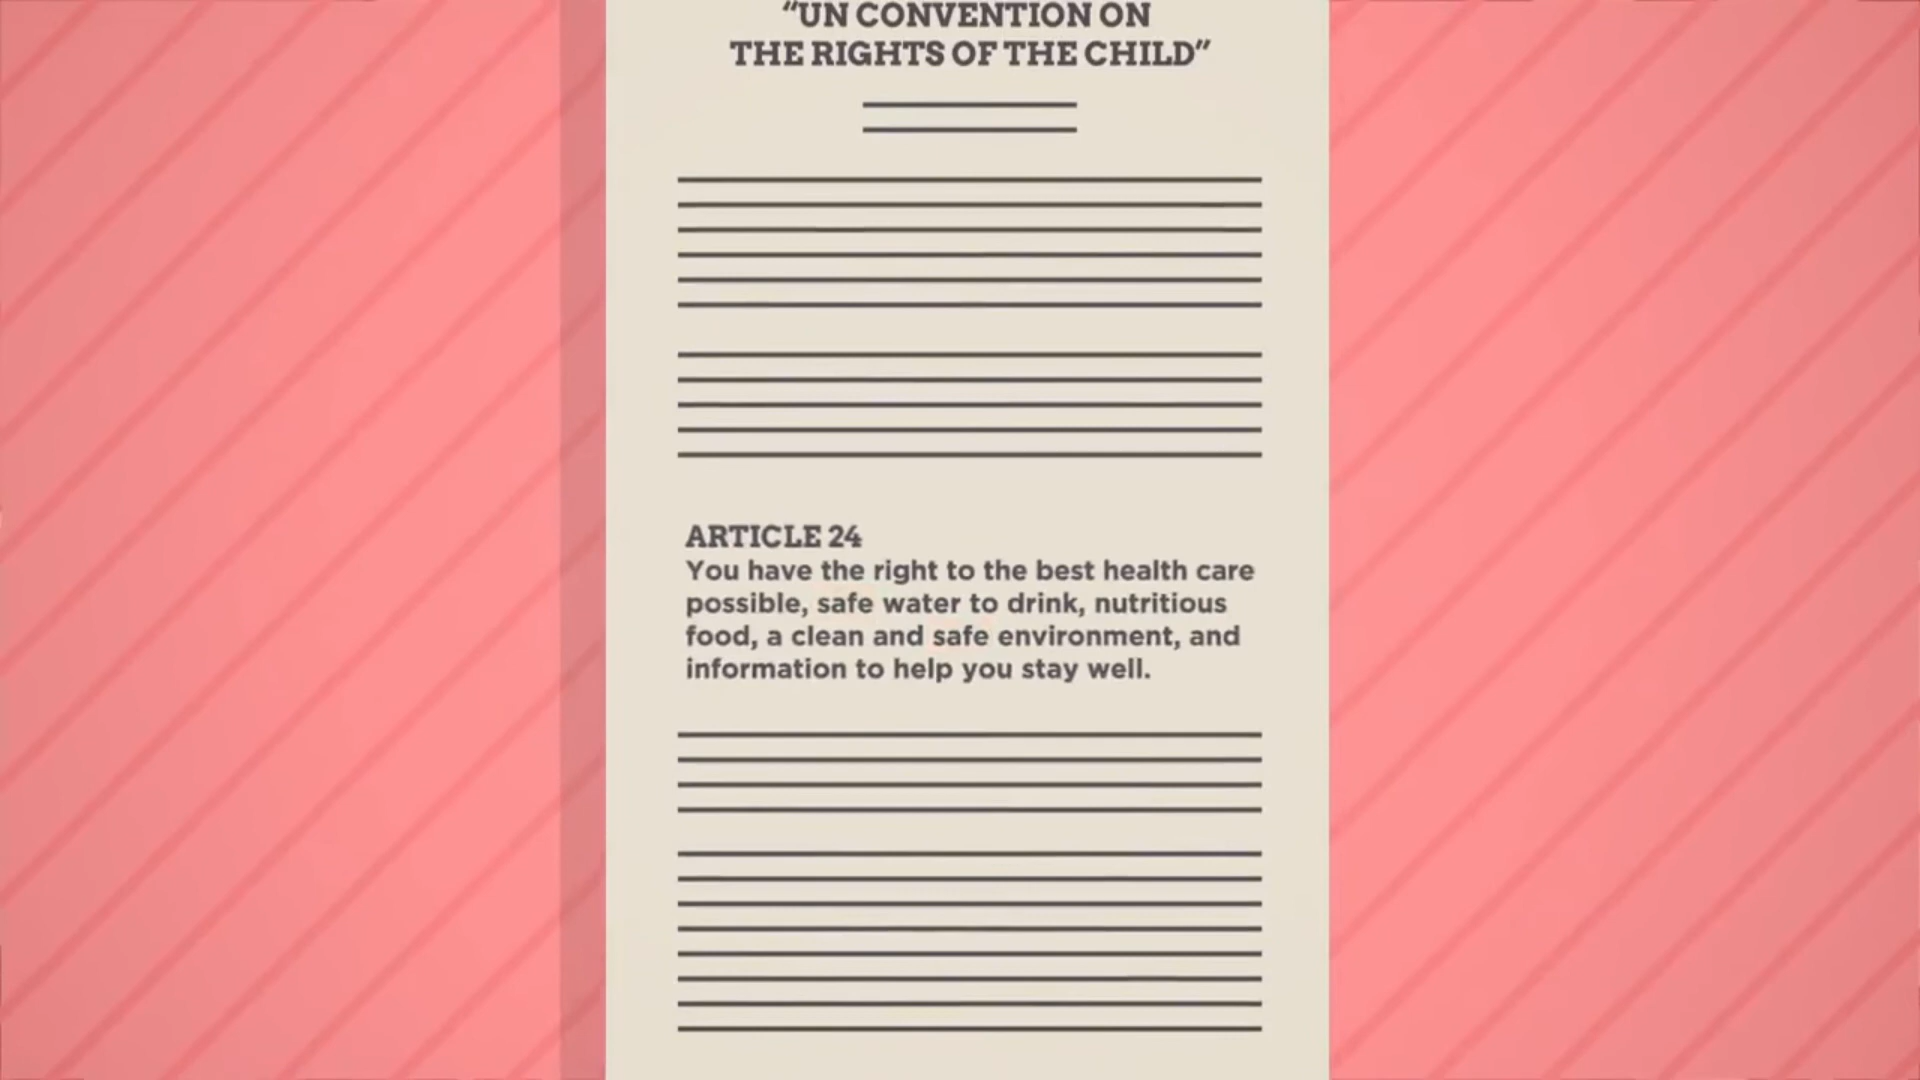 “UN CONVENTION ON
THE RIGHTS OF THE CHILD”
ARTICLE 24
You have the right to the best health care
possible, safe water to drink, nutritious
food, a clean and safe environment, and
information to help you stay well.